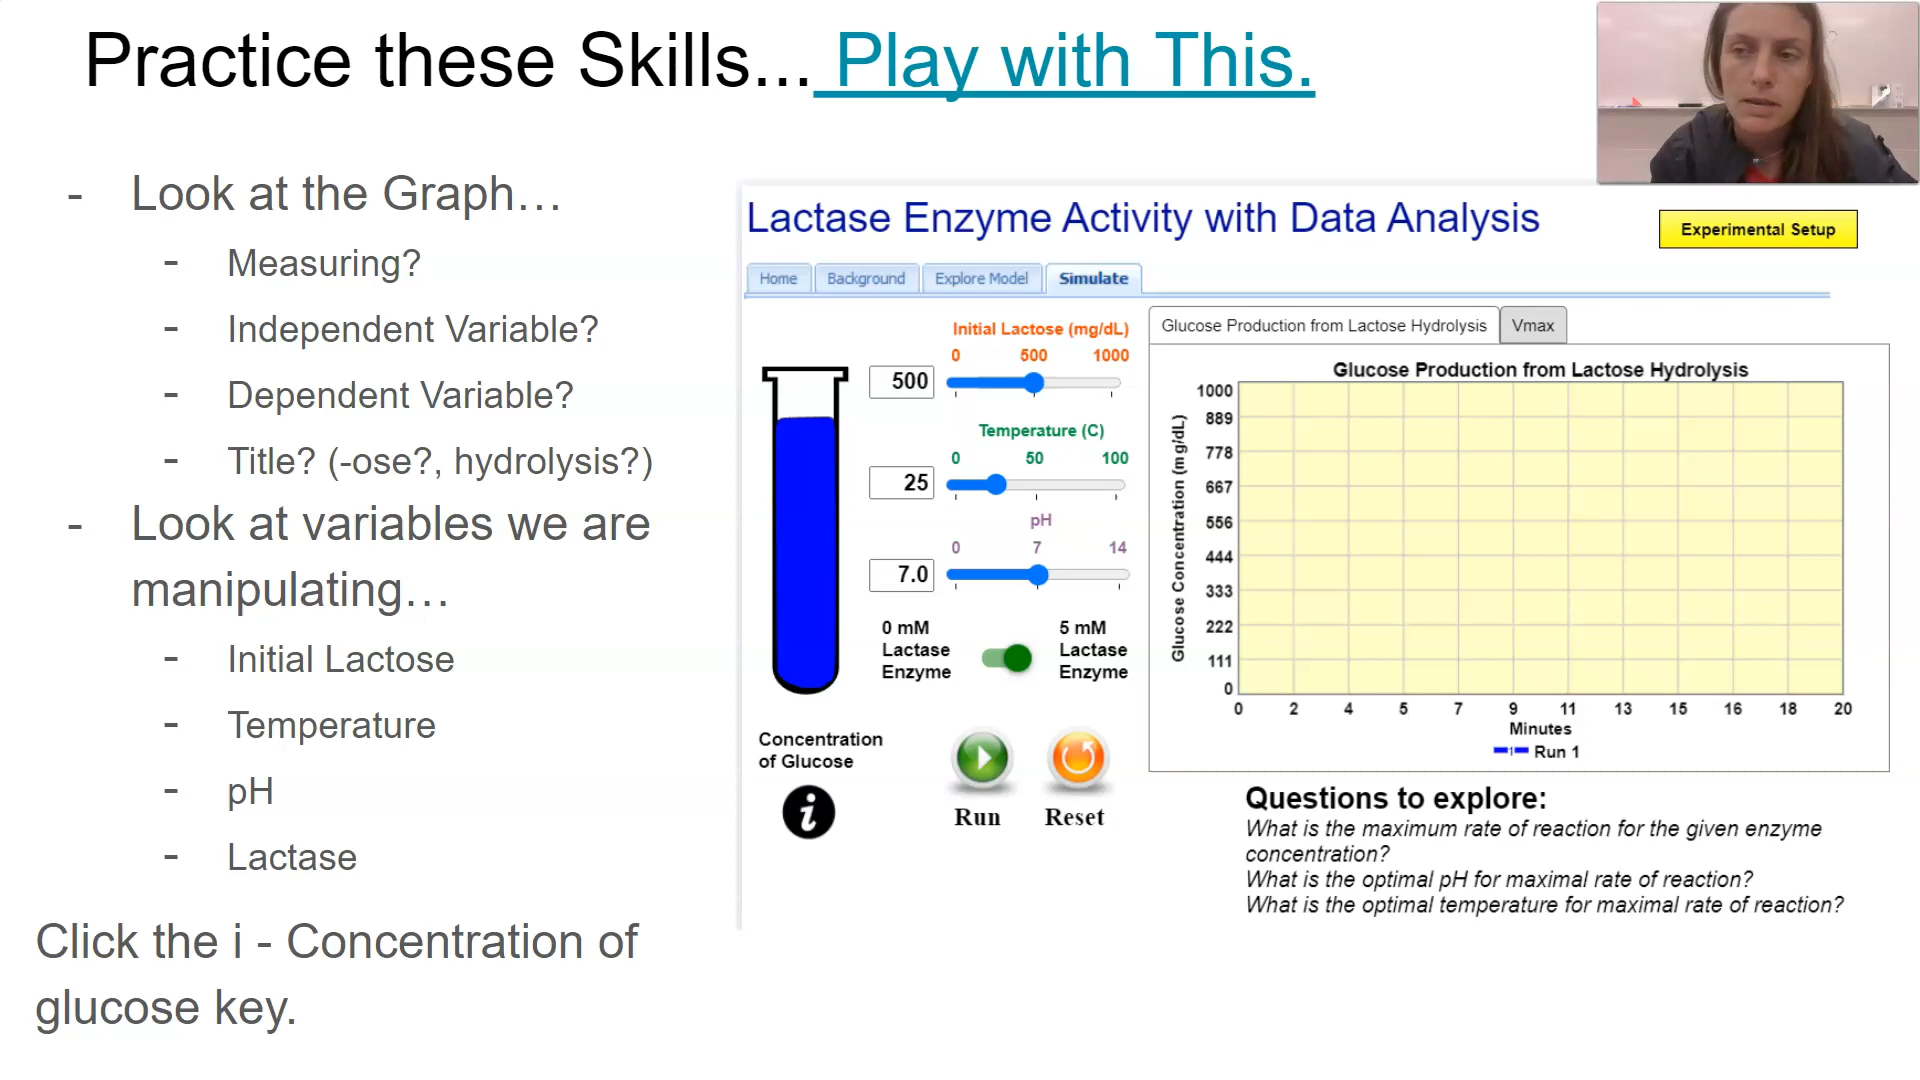 Practice these Skills... Play with This.
- Look at the Graph…
- Measuring?
- Independent Variable?
- Dependent Variable?
- Title? (-ose?, hydrolysis?)
- Look at variables we are
manipulating…
- Initial Lactose
- Temperature
- pH
- Lactase
Click the i - Concentration of
glucose key.
Lactase Enzyme Activity with Data Analysis
Experimental Setup
Home Background Explore Model Simulate
Initial Lactose (mg/dL)
0 500 1000
500
Temperature (C)
0 50 100
25
pH
0 7 14
7.0
0 mM
Lactase
Enzyme
5 mM
Lactase
Enzyme
Concentration
of Glucose
i
Run Reset
Glucose Production from Lactose Hydrolysis Vmax
Glucose Production from Lactose Hydrolysis
Glucose Concentration (mg/dL)
1000
889
778
667
556
444
333
222
111
0
0 2 4 5 7 9 11 13 15 16 18 20
Minutes
1 Run 1
Questions to explore:
What is the maximum rate of reaction for the given enzyme
concentration?
What is the optimal pH for maximal rate of reaction?
What is the optimal temperature for maximal rate of reaction?